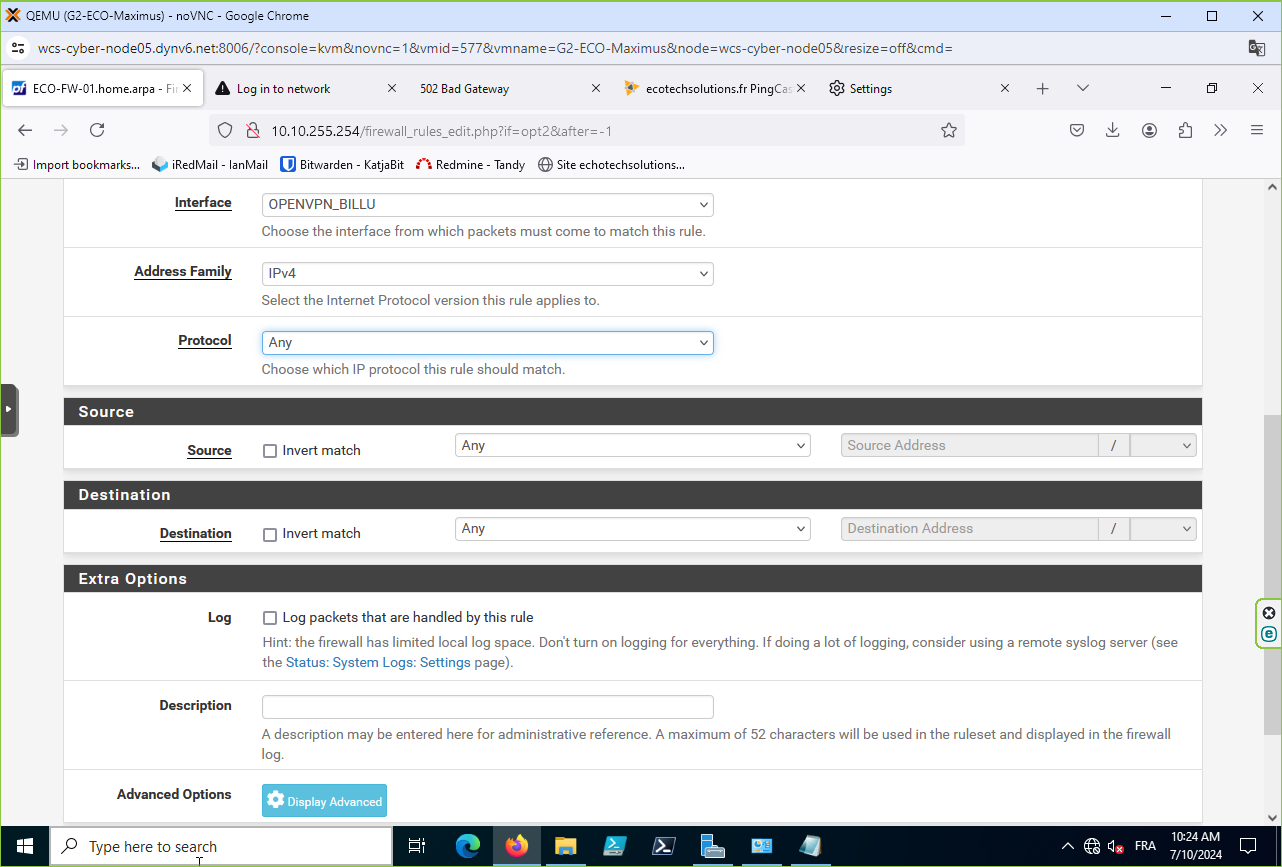 QEMU (G2-ECO-Maximus) - noVNC - Google Chrome
wcs-cyber-node05.dynv6.net:8006/?console=kvm&novnc=1&vmid=577&vmname=G2-ECO-Maximus&node=wcs-cyber-node05&resize=off&cmd=
ECO-FW-01.home.arpa - Fir
Log in to network
502 Bad Gateway
ecotechsolutions.fr PingCas
Settings
10.10.255.254/firewall_rules_edit.php?if=opt2&after=-1
Import bookmarks...
iRedMail - IanMail
Bitwarden - KatjaBit
Redmine - Tandy
Site echotechsolutions...
Interface
OPENVPN_BILLU
Choose the interface from which packets must come to match this rule.
Address Family
IPv4
Select the Internet Protocol version this rule applies to.
Protocol
Any
Choose which IP protocol this rule should match.
Source
Source
Invert match
Any
Source Address
/
Destination
Destination
Invert match
Any
Destination Address
/
Extra Options
Log
Log packets that are handled by this rule
Hint: the firewall has limited local log space. Don't turn on logging for everything. If doing a lot of logging, consider using a remote syslog server (see
the Status: System Logs: Settings page).
Description
A description may be entered here for administrative reference. A maximum of 52 characters will be used in the ruleset and displayed in the firewall
log.
Advanced Options
Display Advanced
Type here to search
FRA
10:24 AM
7/10/2024